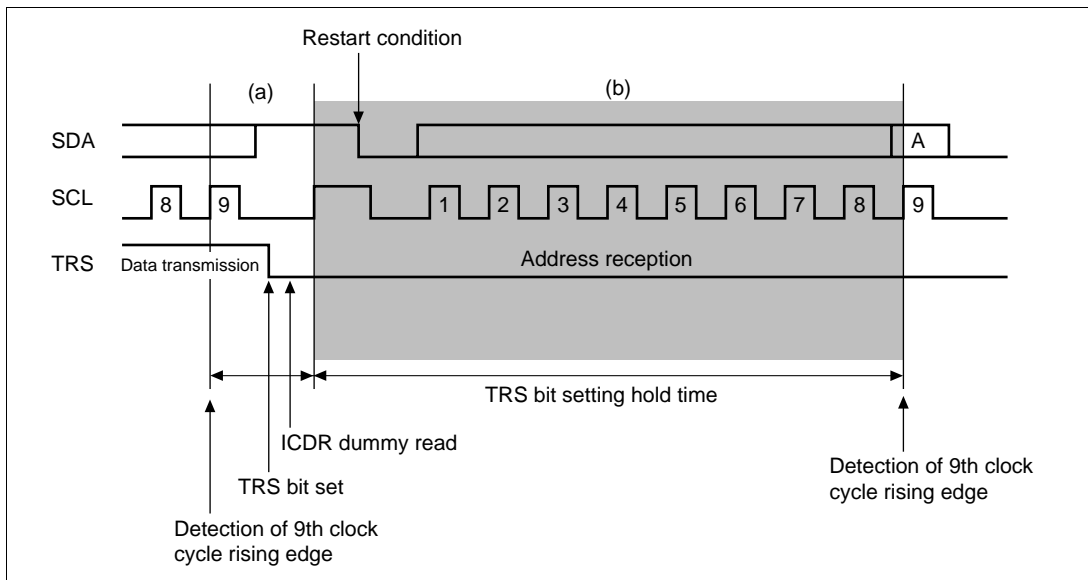 Restart condition
(a)
(b)
SDA
A
SCL
8
9
1
2
3
4
5
6
7
8
9
TRS
Data transmission
Address reception
TRS bit setting hold time
ICDR dummy read
TRS bit set
Detection of 9th clock
cycle rising edge
Detection of 9th clock
cycle rising edge